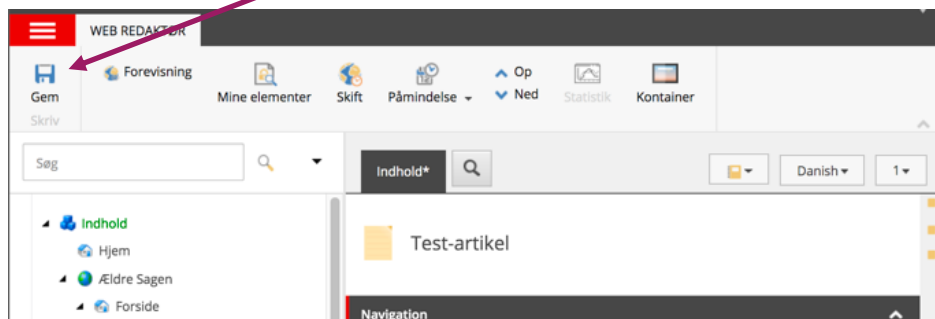 WEB REDAKTØR
Forevisning
Op
Gem
Mine elementer
Skift
Påmindelse
Ned
Statistik
Kontainer
Skriv
Søg
Indhold*
Danish
1
Indhold
Hjem
Test-artikel
Ældre Sagen
Forside
Navigation